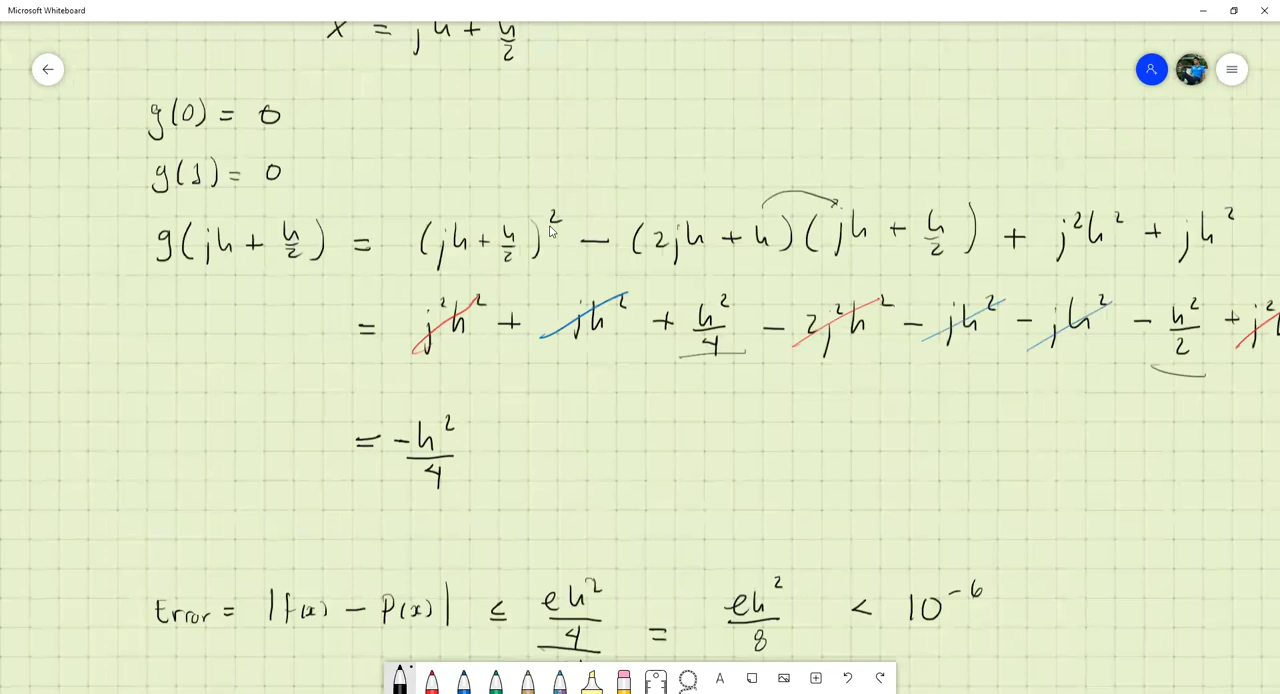 Microsoft Whiteboard
x = jh + h/2
g(0) = 0
g(1) = 0
g(jh + h/2) = (jh + h/2)² - (2jh + h)(jh + h/2) + j²h² + jh²
= j²h² + jh² + h²/4 - 2j²h² - jh² - jh² - h²/2 + j²
= -h²/4
Error = |f(x) - P(x)| ≤ eh²/4 = eh²/8 < 10⁻⁶
A